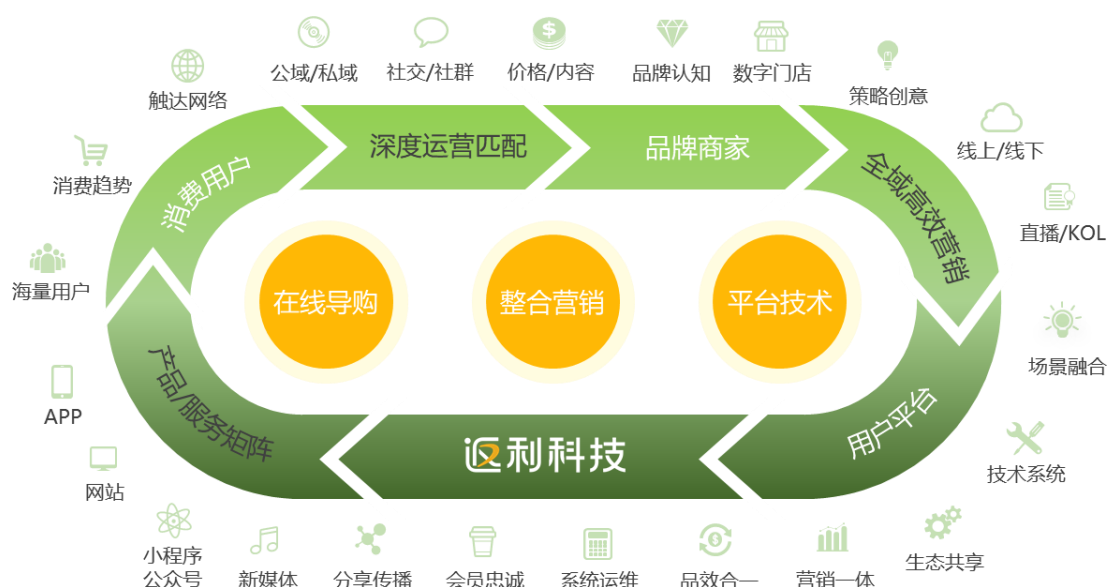 公域/私域
社交/社群
价格/内容
品牌认知
数字门店
策略创意
触达网络
线上/线下
消费趋势
直播/KOL
海量用户
场景融合
APP
技术系统
网站
生态共享
小程序
公众号
新媒体
分享传播
会员忠诚
系统运维
品效合一
营销一体
消费用户
深度运营匹配
品牌商家
全域高效营销
用户平台
返利科技
产品/服务矩阵
在线导购
整合营销
平台技术